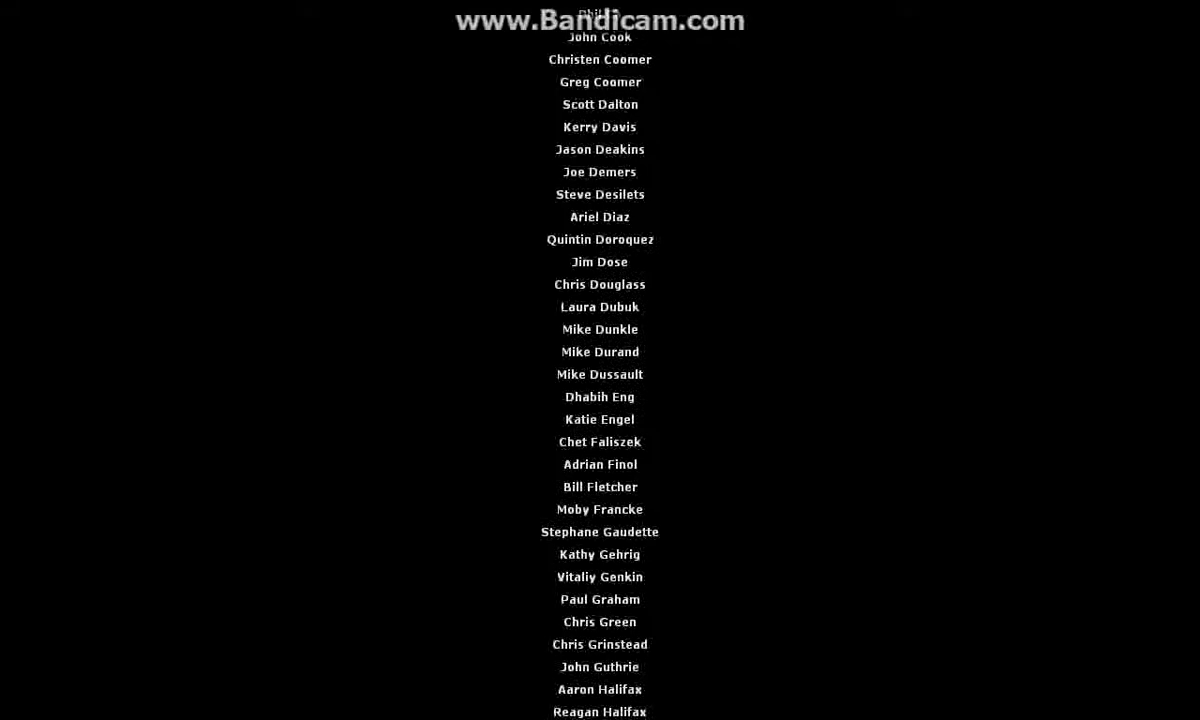 www.Bandicam.com
John Cook
Christen Coomer
Greg Coomer
Scott Dalton
Kerry Davis
Jason Deakins
Joe Demers
Steve Desilets
Ariel Diaz
Quintin Doroquez
Jim Dose
Chris Douglass
Laura Dubuk
Mike Dunkle
Mike Durand
Mike Dussault
Dhabih Eng
Katie Engel
Chet Faliszek
Adrian Finol
Bill Fletcher
Moby Francke
Stephane Gaudette
Kathy Gehrig
Vitaliy Genkin
Paul Graham
Chris Green
Chris Grinstead
John Guthrie
Aaron Halifax
Reagan Halifax